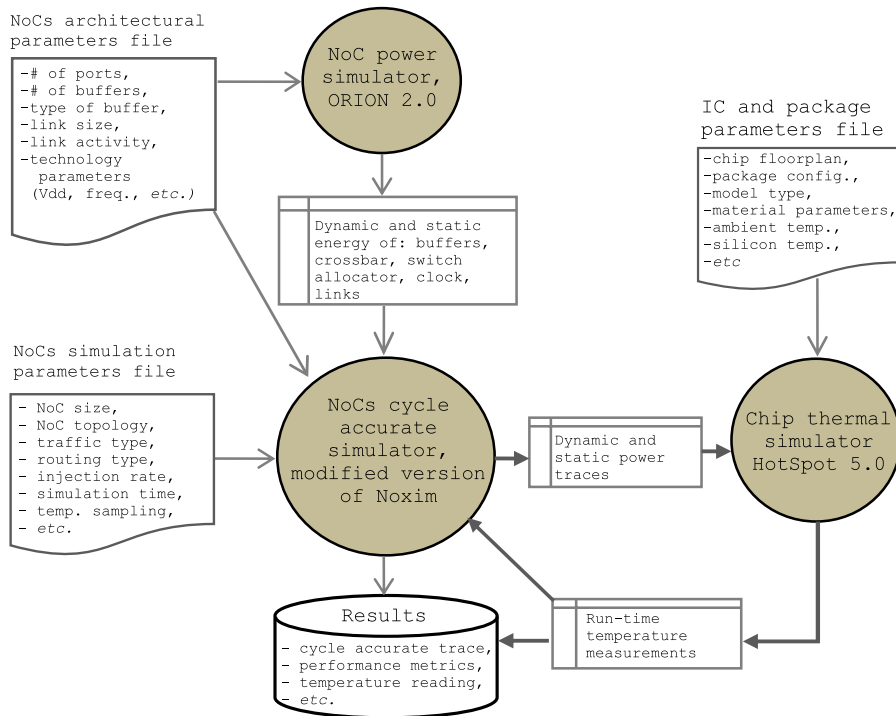 NoCs architectural
parameters file
-# of ports,
-# of buffers,
-type of buffer,
-link size,
-link activity,
-technology
parameters
(Vdd, freq., etc.)
NoC power
simulator,
ORION 2.0
IC and package
parameters file
-chip floorplan,
-package config.,
-model type,
-material parameters,
-ambient temp.,
-silicon temp.,
-etc
Dynamic and static
energy of: buffers,
crossbar, switch
allocator, clock,
links
NoCs simulation
parameters file
- NoC size,
- NoC topology,
- traffic type,
- routing type,
- injection rate,
- simulation time,
- temp. sampling,
- etc.
NoCs cycle
accurate
simulator,
modified version
of Noxim
Dynamic and
static power
traces
Chip thermal
simulator
HotSpot 5.0
Results
- cycle accurate trace,
- performance metrics,
- temperature reading,
- etc.
Run-time
temperature
measurements